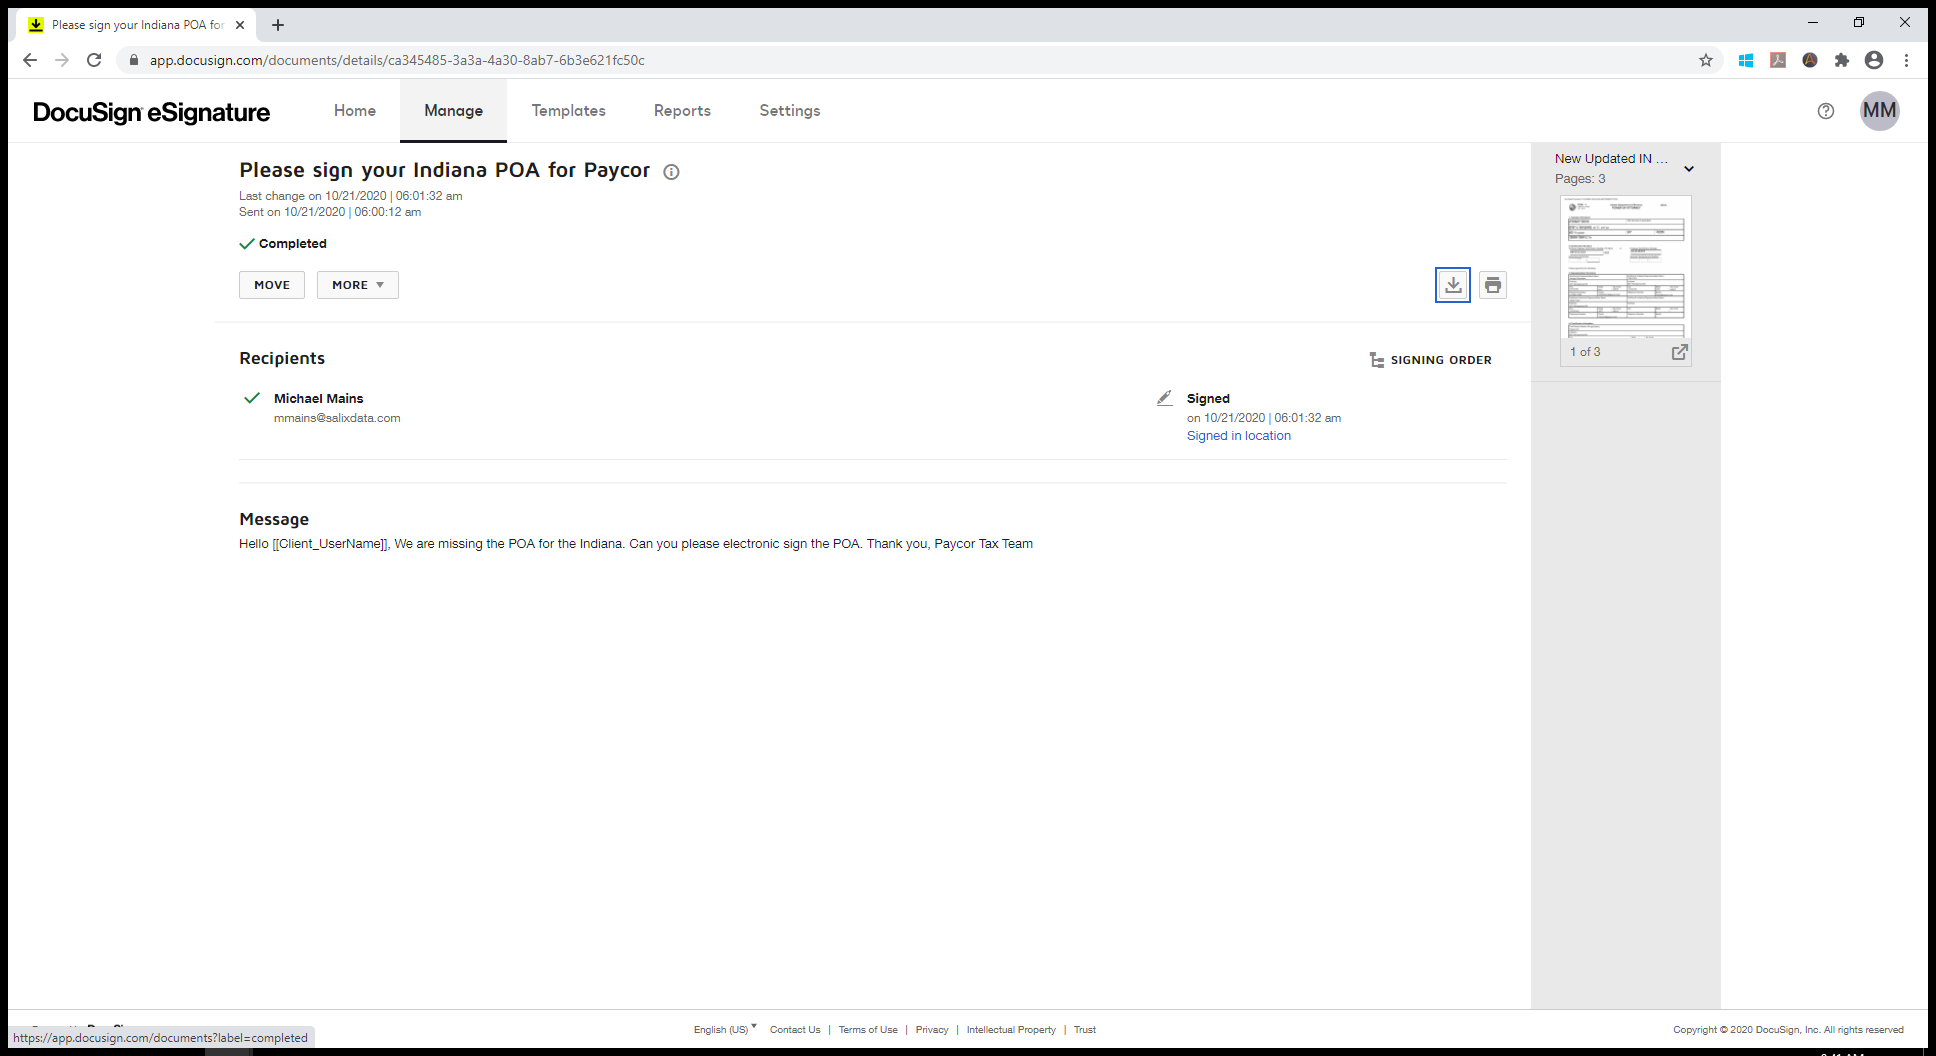 Please sign your Indiana POA for
app.docusign.com/documents/details/ca345485-3a3a-4a30-8ab7-6b3e621fc50c
DocuSign eSignature
Home
Manage
Templates
Reports
Settings
MM
Please sign your Indiana POA for Paycor
Last change on 10/21/2020 | 06:01:32 am
Sent on 10/21/2020 | 06:00:12 am
Completed
MOVE
MORE
New Updated IN ...
Pages: 3
1 of 3
Recipients
SIGNING ORDER
Michael Mains
mmains@salixdata.com
Signed
on 10/21/2020 | 06:01:32 am
Signed in location
Message
Hello [[Client_UserName]], We are missing the POA for the Indiana. Can you please electronic sign the POA. Thank you, Paycor Tax Team
English (US)
Contact Us | Terms of Use | Privacy | Intellectual Property | Trust
Copyright © 2020 DocuSign, Inc. All rights reserved
https://app.docusign.com/documents?label=completed